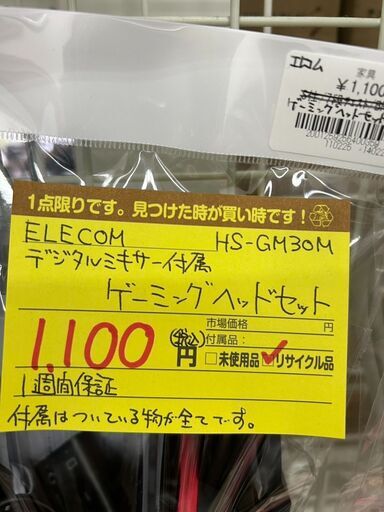 エレコム
家具
¥1,100
ゲーミングヘッドセット
1点限りです。見つけた時が買い時です！
ELECOM HS-GM30M
デジタルミキサー付属
ゲーミングヘッドセット
市場価格 円
1,100 税込 円
付属品：
□未使用品 ✓リサイクル品
1週間保証
付属はついている物が全てです。